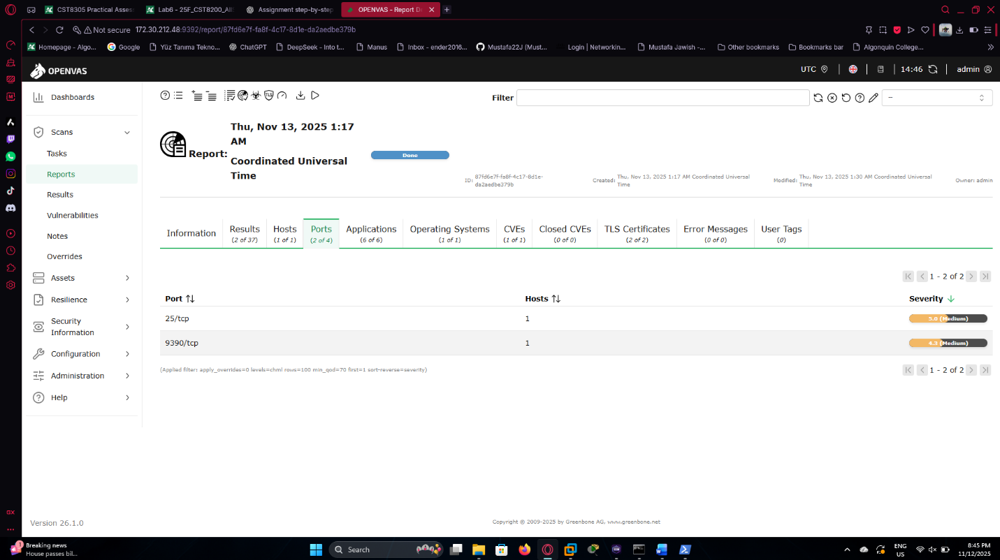 CST8305 Practical Asses
Lab6 - 25F_CST8200_All
Assignment step-by-step
OPENVAS - Report De
Not secure 172.30.212.48:9392/report/87fd6e7f-fa8f-4c17-8d1e-da2aedbe379b
Homepage - Algo... Google Yüz Tanıma Tekno... ChatGPT DeepSeek - Into t... Manus Inbox - ender2016... Mustafa22J (Must... Login | Networkin... Mustafa Jawish -... Other bookmarks Bookmarks bar Algonquin College...
OPENVAS
UTC 14:46 admin
Dashboards
Scans
Tasks
Reports
Results
Vulnerabilities
Notes
Overrides
Assets
Resilience
Security
Information
Configuration
Administration
Help
TLS
Filter
–
Report:
Thu, Nov 13, 2025 1:17
AM
Coordinated Universal
Time
Done
ID: 87fd6e7f-fa8f-4c17-8d1e-
da2aedbe379b
Created: Thu, Nov 13, 2025 1:17 AM Coordinated Universal
Time
Modified: Thu, Nov 13, 2025 1:30 AM Coordinated Universal
Time
Owner: admin
Information
Results
(2 of 37)
Hosts
(1 of 1)
Ports
(2 of 4)
Applications
(6 of 6)
Operating Systems
(1 of 1)
CVEs
(1 of 1)
Closed CVEs
(0 of 0)
TLS Certificates
(2 of 2)
Error Messages
(0 of 0)
User Tags
(0)
1 - 2 of 2
Port Hosts Severity
25/tcp 1 5.0 (Medium)
9390/tcp 1 4.3 (Medium)
(Applied filter: apply_overrides=0 levels=chml rows=100 min_qod=70 first=1 sort-reverse=severity)
1 - 2 of 2
Version 26.1.0
Copyright © 2009-2025 by Greenbone AG, www.greenbone.net
GX
1
Breaking news
House passes bil...
Search
ENG
US
8:45 PM
11/12/2025